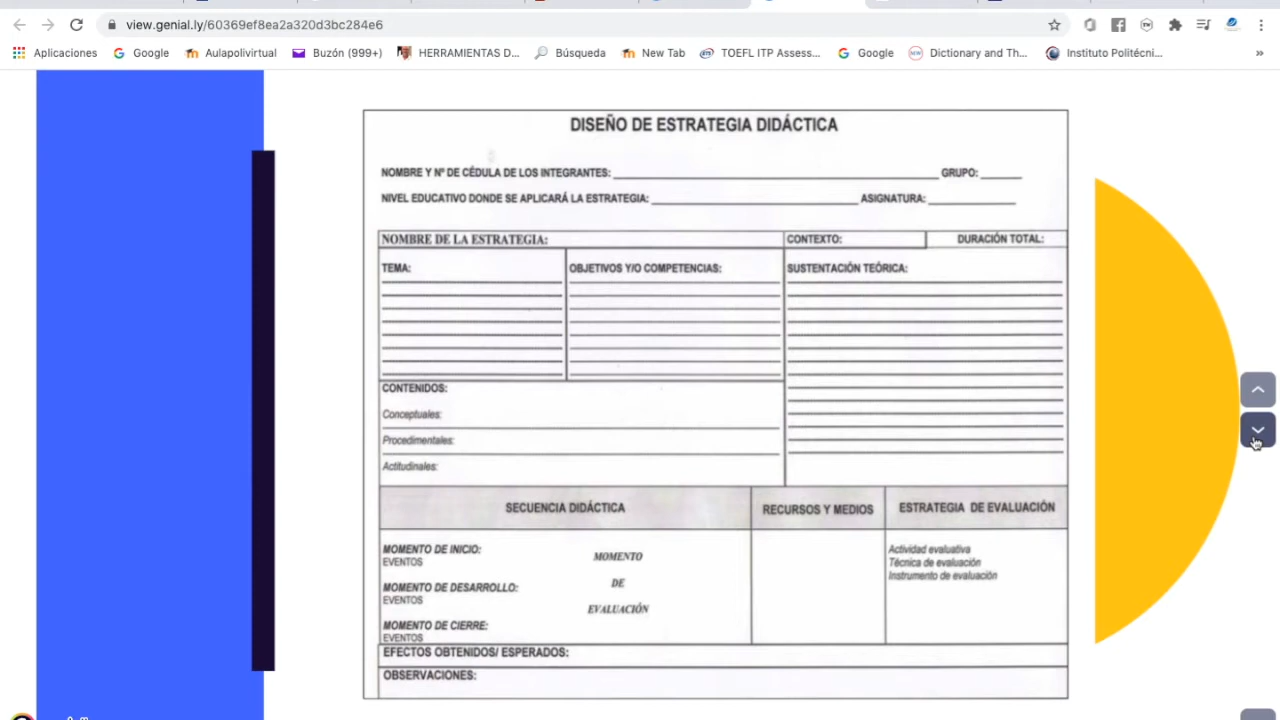 view.genial.ly/60369ef8ea2a320d3bc284e6
Aplicaciones Google Aulapolivirtual Buzón (999+) HERRAMIENTAS D... Búsqueda New Tab TOEFL ITP Assess... Google Dictionary and Th... Instituto Politécni... »
DISEÑO DE ESTRATEGIA DIDÁCTICA
NOMBRE Y Nº DE CÉDULA DE LOS INTEGRANTES: GRUPO:
NIVEL EDUCATIVO DONDE SE APLICARÁ LA ESTRATEGIA: ASIGNATURA:
NOMBRE DE LA ESTRATEGIA: CONTEXTO: DURACIÓN TOTAL:
TEMA: OBJETIVOS Y/O COMPETENCIAS: SUSTENTACIÓN TEÓRICA:
CONTENIDOS:
Conceptuales:
Procedimentales:
Actitudinales:
SECUENCIA DIDÁCTICA RECURSOS Y MEDIOS ESTRATEGIA DE EVALUACIÓN
MOMENTO DE INICIO:
EVENTOS
MOMENTO DE DESARROLLO:
EVENTOS
MOMENTO DE CIERRE:
EVENTOS
MOMENTO
DE
EVALUACIÓN
Actividad evaluativa
Técnica de evaluación
Instrumento de evaluación
EFECTOS OBTENIDOS/ ESPERADOS:
OBSERVACIONES: